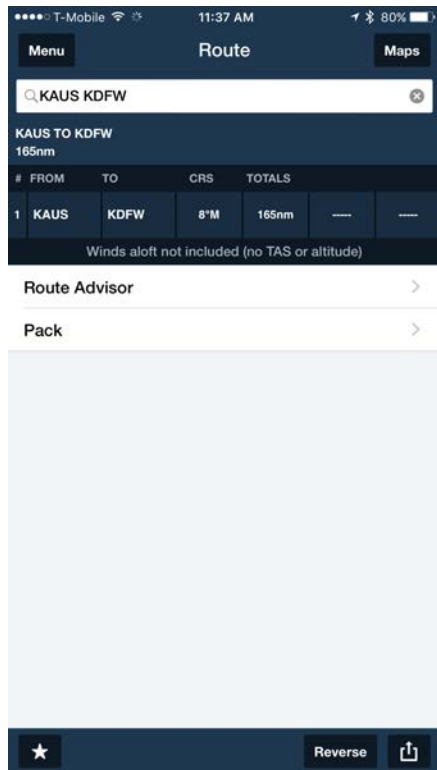 T-Mobile 11:37 AM 80%
Menu Route Maps
KAUS KDFW
KAUS TO KDFW
165nm
# FROM TO CRS TOTALS
1 KAUS KDFW 8°M 165nm ----- -----
Winds aloft not included (no TAS or altitude)
Route Advisor
Pack
Reverse